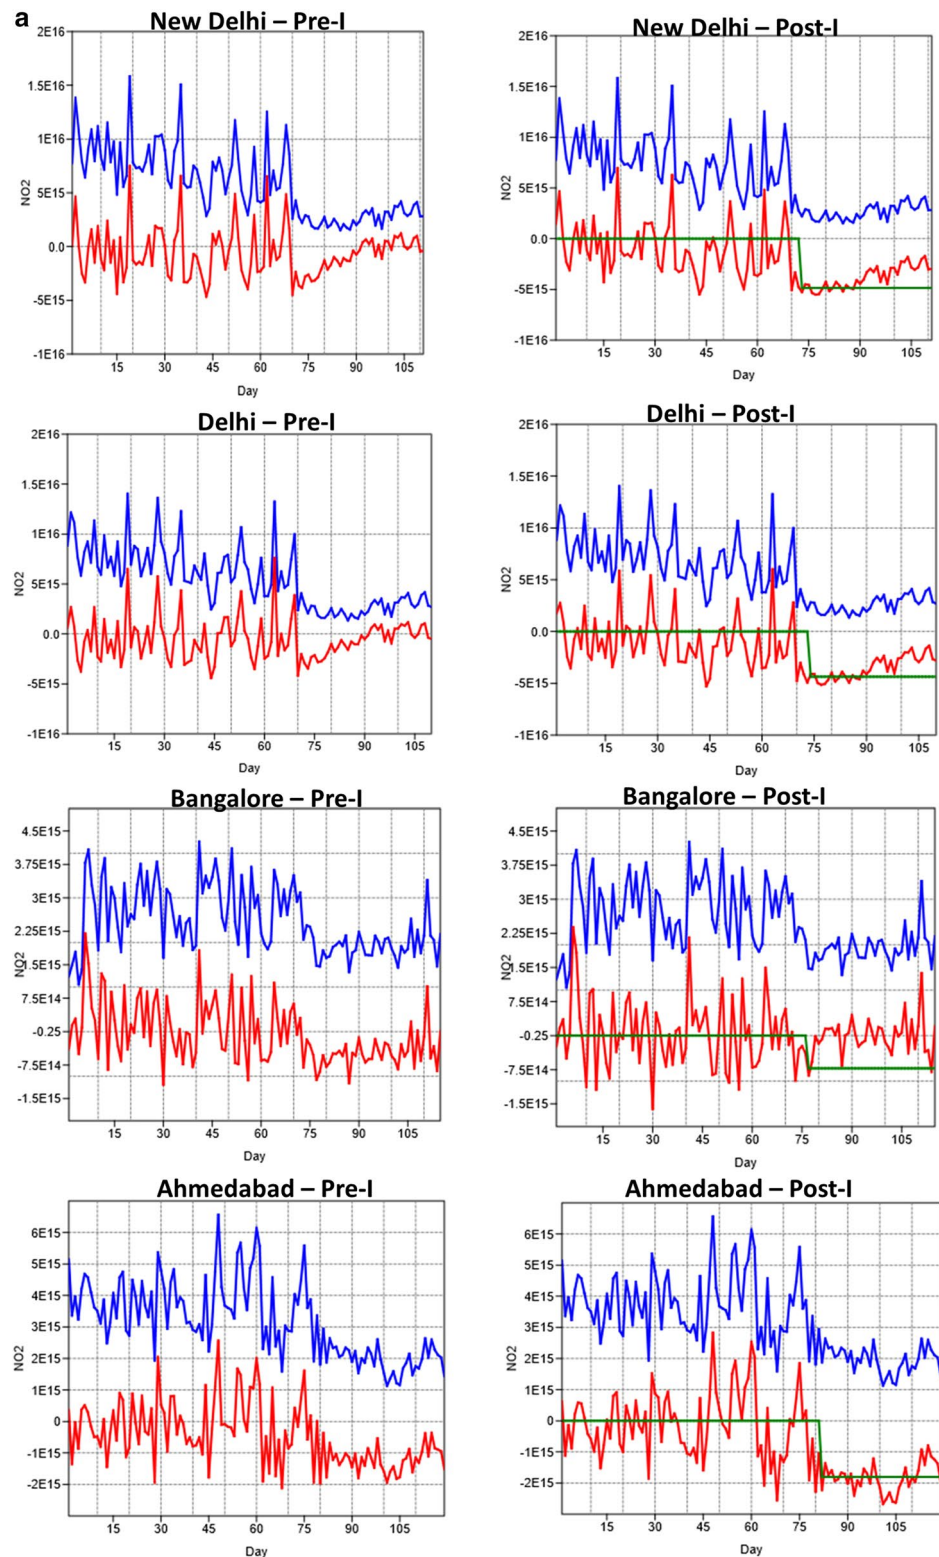 a
New Delhi – Pre-I
2E16
1.5E16
1E16
5E15
0.0
-5E15
-1E16
NO2
15 30 45 60 75 90 105
Day
New Delhi – Post-I
2E16
1.5E16
1E16
5E15
0.0
-5E15
-1E16
NO2
15 30 45 60 75 90 105
Day
Delhi – Pre-I
2E16
1.5E16
1E16
5E15
0.0
-5E15
-1E16
NO2
15 30 45 60 75 90 105
Day
Delhi – Post-I
2E16
1.5E16
1E16
5E15
0.0
-5E15
-1E16
NO2
15 30 45 60 75 90 105
Day
Bangalore – Pre-I
4.5E15
3.75E15
3E15
2.25E15
1.5E15
7.5E14
-0.25
-7.5E14
-1.5E15
NO2
15 30 45 60 75 90 105
Day
Bangalore – Post-I
4.5E15
3.75E15
3E15
2.25E15
1.5E15
7.5E14
-0.25
-7.5E14
-1.5E15
NO2
15 30 45 60 75 90 105
Day
Ahmedabad – Pre-I
6E15
5E15
4E15
3E15
2E15
1E15
0
-1E15
-2E15
NO2
15 30 45 60 75 90 105
Day
Ahmedabad – Post-I
6E15
5E15
4E15
3E15
2E15
1E15
0
-1E15
-2E15
NO2
15 30 45 60 75 90 105
Day